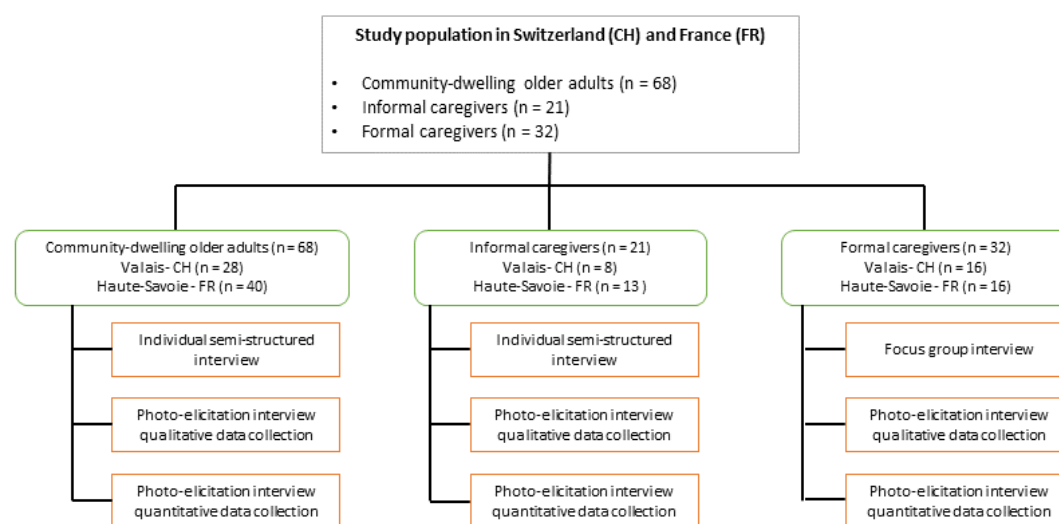 Study population in Switzerland (CH) and France (FR)
• Community-dwelling older adults (n = 68)
• Informal caregivers (n = 21)
• Formal caregivers (n = 32)
Community-dwelling older adults (n = 68)
Valais- CH (n = 28)
Haute-Savoie - FR (n = 40)
Individual semi-structured
interview
Photo-elicitation interview
qualitative data collection
Photo-elicitation interview
quantitative data collection
Informal caregivers (n = 21)
Valais- CH (n = 8)
Haute-Savoie - FR (n = 13 )
Individual semi-structured
interview
Photo-elicitation interview
qualitative data collection
Photo-elicitation interview
quantitative data collection
Formal caregivers (n = 32)
Valais- CH (n = 16)
Haute-Savoie - FR (n = 16)
Focus group interview
Photo-elicitation interview
qualitative data collection
Photo-elicitation interview
quantitative data collection